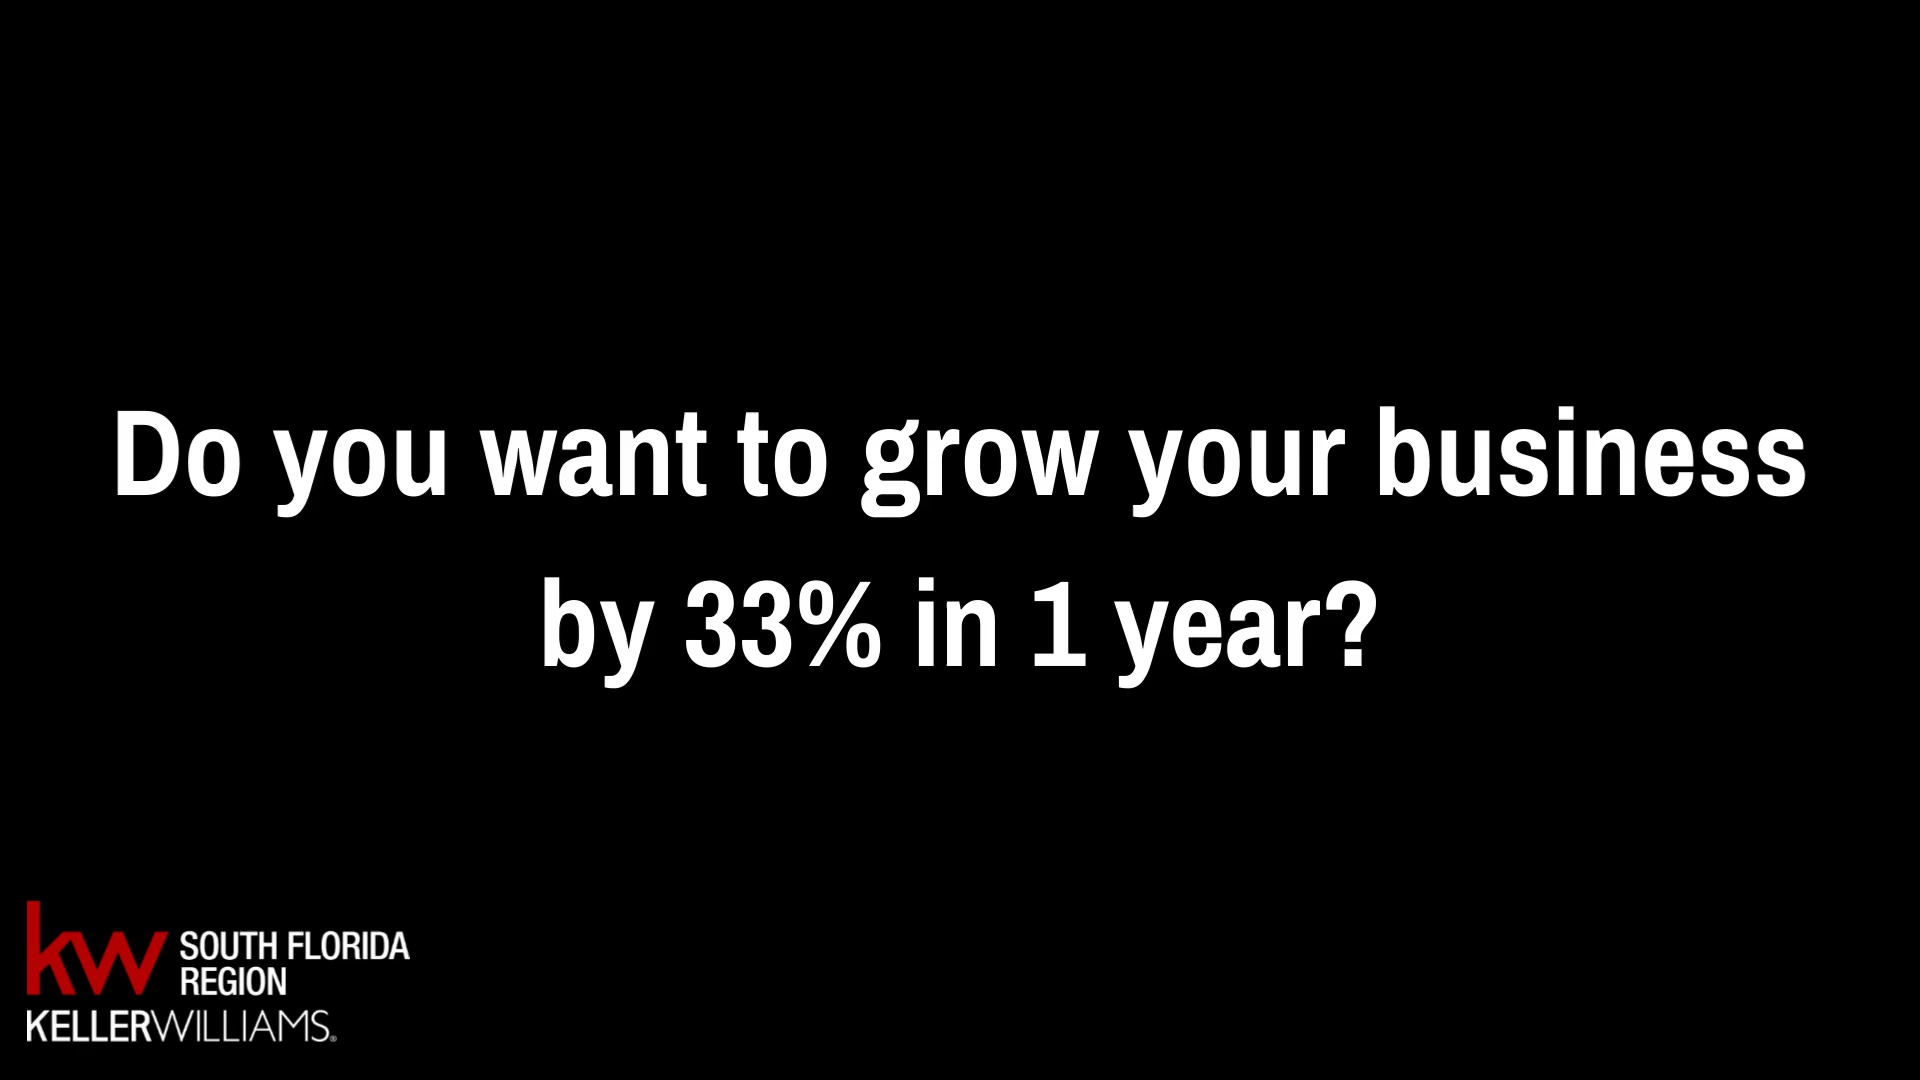 Do you want to grow your business
by 33% in 1 year?
kw SOUTH FLORIDA
REGION
KELLERWILLIAMS®